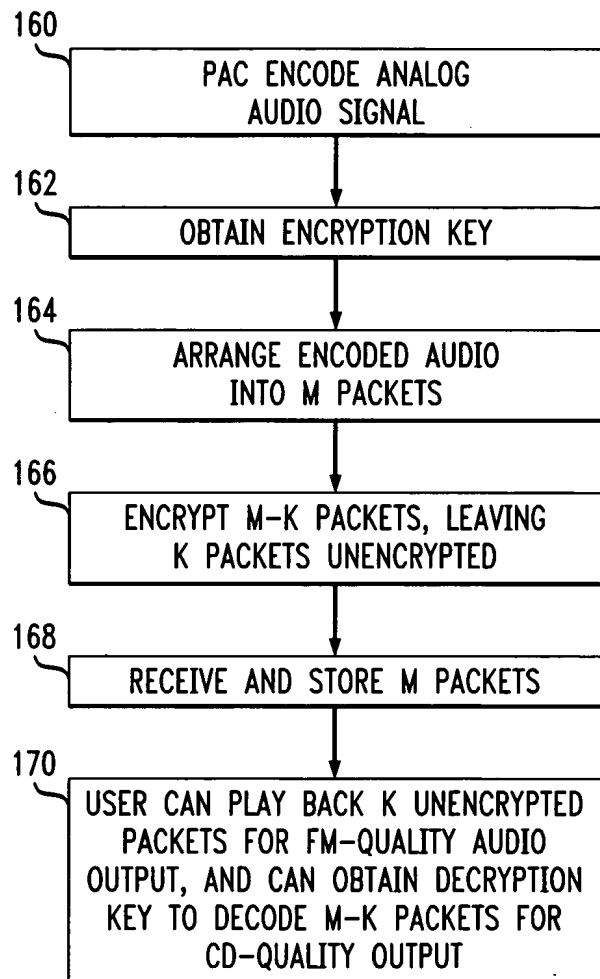 160
PAC ENCODE ANALOG
AUDIO SIGNAL
162
OBTAIN ENCRYPTION KEY
164
ARRANGE ENCODED AUDIO
INTO M PACKETS
166
ENCRYPT M-K PACKETS, LEAVING
K PACKETS UNENCRYPTED
168
RECEIVE AND STORE M PACKETS
170
USER CAN PLAY BACK K UNENCRYPTED
PACKETS FOR FM-QUALITY AUDIO
OUTPUT, AND CAN OBTAIN DECRYPTION
KEY TO DECODE M-K PACKETS FOR
CD-QUALITY OUTPUT